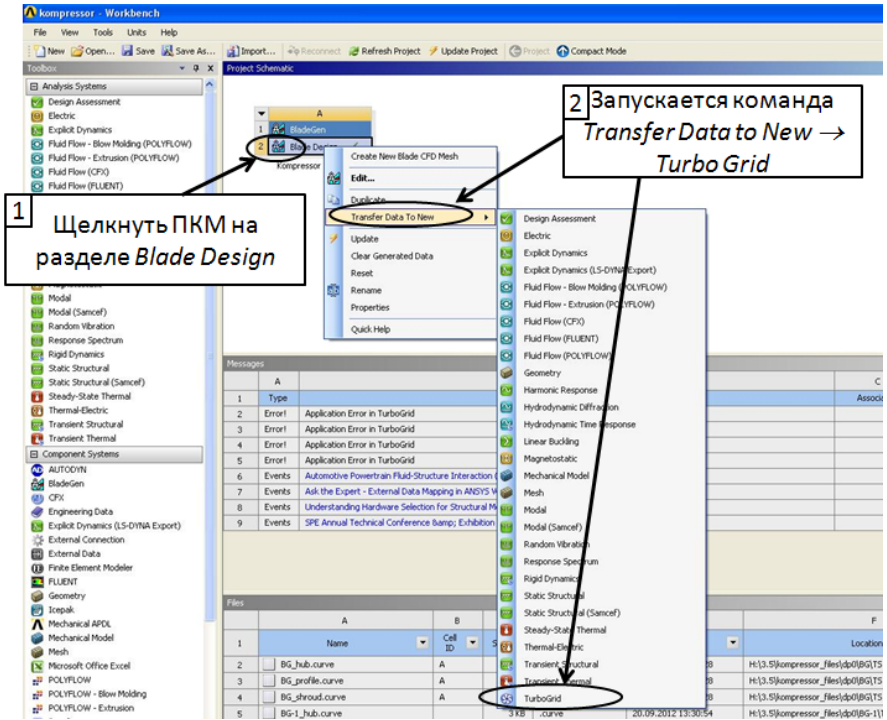 kompressor - Workbench
File View Tools Units Help
New Open... Save Save As... Import... Reconnect Refresh Project Update Project Project Compact Mode
Toolbox
Project Schematic
Analysis Systems
Design Assessment
Electric
Explicit Dynamics
Fluid Flow - Blow Molding (POLYFLOW)
Fluid Flow - Extrusion (POLYFLOW)
Fluid Flow (CFX)
Fluid Flow (FLUENT)
A
1 BladeGen
2 Blade Design
Kompressor
1 Щелкнуть ПКМ на
разделе Blade Design
2 Запускается команда
Transfer Data to New →
Turbo Grid
Create New Blade CFD Mesh
Edit...
Duplicate
Transfer Data To New
Update
Clear Generated Data
Reset
Rename
Properties
Quick Help
Design Assessment
Electric
Explicit Dynamics
Explicit Dynamics (LS-DYNA Export)
Fluid Flow - Blow Molding (POLYFLOW)
Fluid Flow - Extrusion (POLYFLOW)
Fluid Flow (CFX)
Fluid Flow (FLUENT)
Fluid Flow (POLYFLOW)
Geometry
Harmonic Response
Hydrodynamic Diffraction
Hydrodynamic Time Response
Linear Buckling
Magnetostatic
Mechanical Model
Mesh
Modal
Modal (Samcef)
Random Vibration
Response Spectrum
Rigid Dynamics
Static Structural
Static Structural (Samcef)
Steady-State Thermal
Thermal-Electric
Transient Structural
Transient Thermal
TurboGrid
Magnetostatic
Modal
Modal (Samcef)
Random Vibration
Response Spectrum
Rigid Dynamics
Static Structural
Static Structural (Samcef)
Steady-State Thermal
Thermal-Electric
Transient Structural
Transient Thermal
Component Systems
AUTODYN
BladeGen
CFX
Engineering Data
Explicit Dynamics (LS-DYNA Export)
External Connection
External Data
Finite Element Modeler
FLUENT
Geometry
Icepak
Mechanical APDL
Mechanical Model
Mesh
Microsoft Office Excel
POLYFLOW
POLYFLOW - Blow Molding
POLYFLOW - Extrusion
Messages
A C
1 Type Associa
2 Error! Application Error in TurboGrid
3 Error! Application Error in TurboGrid
4 Error! Application Error in TurboGrid
5 Error! Application Error in TurboGrid
6 Events Automotive Powertrain Fluid-Structure Interaction
7 Events Ask the Expert - External Data Mapping in ANSYS
8 Events Understanding Hardware Selection for Structural
9 Events SPE Annual Technical Conference &amp; Exhibition
Files
A B F
1 Name Cell ID S Location
2 BG_hub.curve A 28 H:\3.5\kompressor_files\dp0\BG\TS
3 BG_profile.curve A 28 H:\3.5\kompressor_files\dp0\BG\TS
4 BG_shroud.curve A 28 H:\3.5\kompressor_files\dp0\BG\TS
5 BG-1_hub.curve 3 KB .curve 20.09.2012 13:30:54 H:\3.5\kompressor_files\dp0\BG-1\T